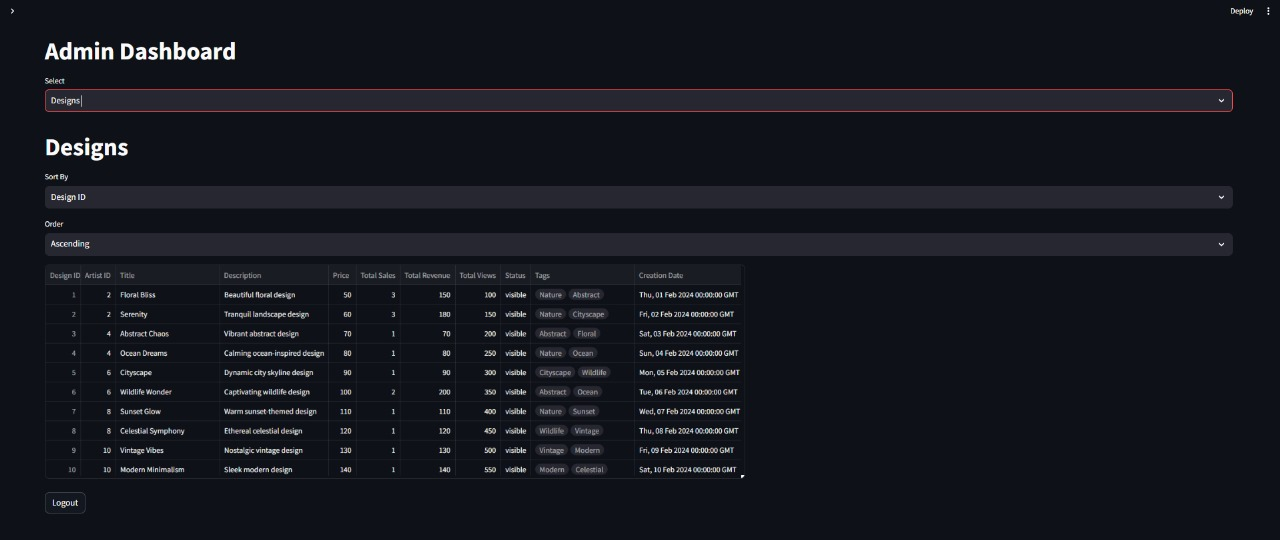 Deploy
Admin Dashboard
Select
Designs
Designs
Sort By
Design ID
Order
Ascending
Design ID Artist ID Title Description Price Total Sales Total Revenue Total Views Status Tags Creation Date
1 2 Floral Bliss Beautiful floral design 50 3 150 100 visible Nature Abstract Thu, 01 Feb 2024 00:00:00 GMT
2 2 Serenity Tranquil landscape design 60 3 180 150 visible Nature Cityscape Fri, 02 Feb 2024 00:00:00 GMT
3 4 Abstract Chaos Vibrant abstract design 70 1 70 200 visible Abstract Floral Sat, 03 Feb 2024 00:00:00 GMT
4 4 Ocean Dreams Calming ocean-inspired design 80 1 80 250 visible Nature Ocean Sun, 04 Feb 2024 00:00:00 GMT
5 6 Cityscape Dynamic city skyline design 90 1 90 300 visible Cityscape Wildlife Mon, 05 Feb 2024 00:00:00 GMT
6 6 Wildlife Wonder Captivating wildlife design 100 2 200 350 visible Abstract Ocean Tue, 06 Feb 2024 00:00:00 GMT
7 8 Sunset Glow Warm sunset-themed design 110 1 110 400 visible Nature Sunset Wed, 07 Feb 2024 00:00:00 GMT
8 8 Celestial Symphony Ethereal celestial design 120 1 120 450 visible Wildlife Vintage Thu, 08 Feb 2024 00:00:00 GMT
9 10 Vintage Vibes Nostalgic vintage design 130 1 130 500 visible Vintage Modern Fri, 09 Feb 2024 00:00:00 GMT
10 10 Modern Minimalism Sleek modern design 140 1 140 550 visible Modern Celestial Sat, 10 Feb 2024 00:00:00 GMT
Logout